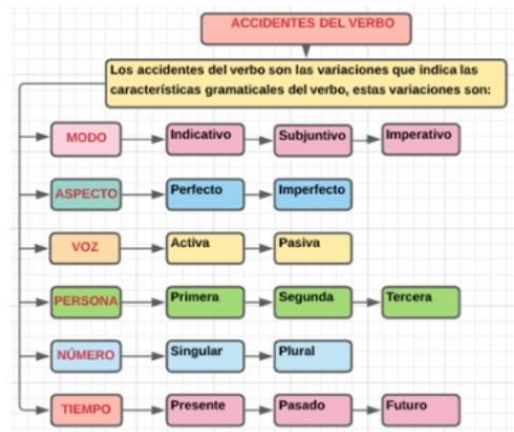 ACCIDENTES DEL VERBO
Los accidentes del verbo son las variaciones que indica las
características gramaticales del verbo, estas variaciones son:
MODO Indicativo Subjuntivo Imperativo
ASPECTO Perfecto Imperfecto
VOZ Activa Pasiva
PERSONA Primera Segunda Tercera
NÚMERO Singular Plural
TIEMPO Presente Pasado Futuro